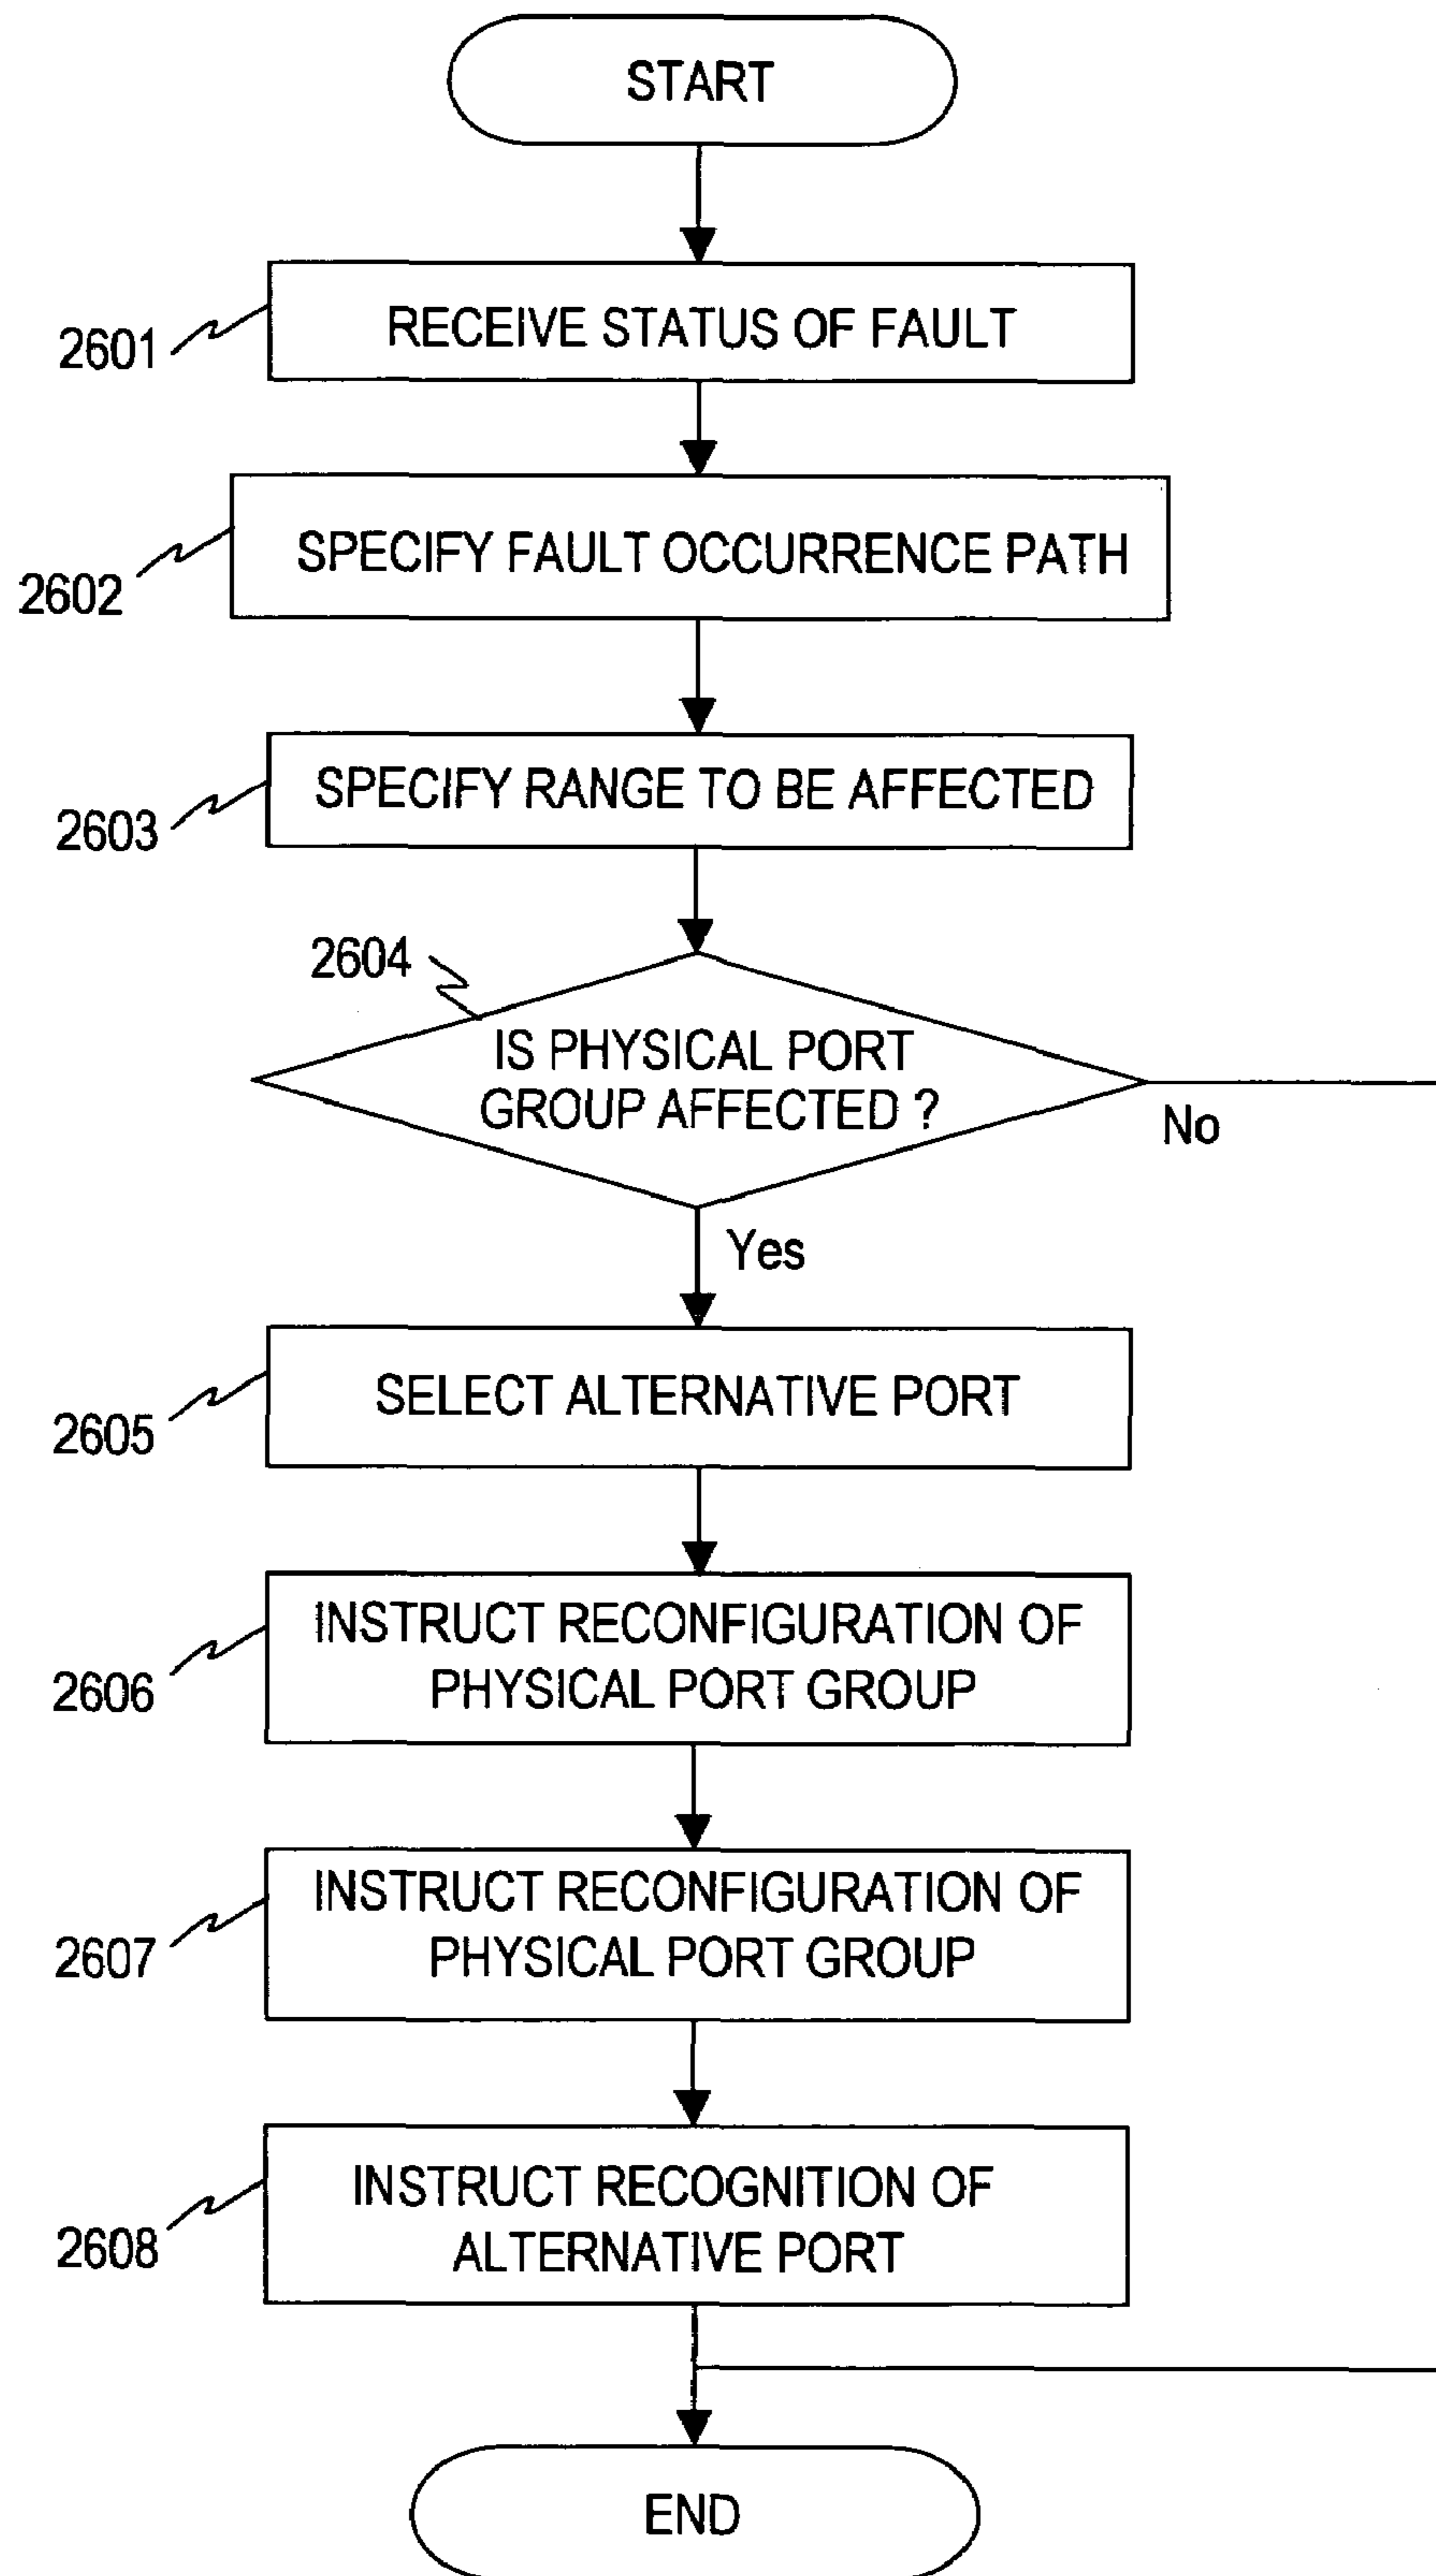 START
2601
RECEIVE STATUS OF FAULT
2602
SPECIFY FAULT OCCURRENCE PATH
2603
SPECIFY RANGE TO BE AFFECTED
2604
IS PHYSICAL PORT
GROUP AFFECTED ?
No
Yes
2605
SELECT ALTERNATIVE PORT
2606
INSTRUCT RECONFIGURATION OF
PHYSICAL PORT GROUP
2607
INSTRUCT RECONFIGURATION OF
PHYSICAL PORT GROUP
2608
INSTRUCT RECOGNITION OF
ALTERNATIVE PORT
END